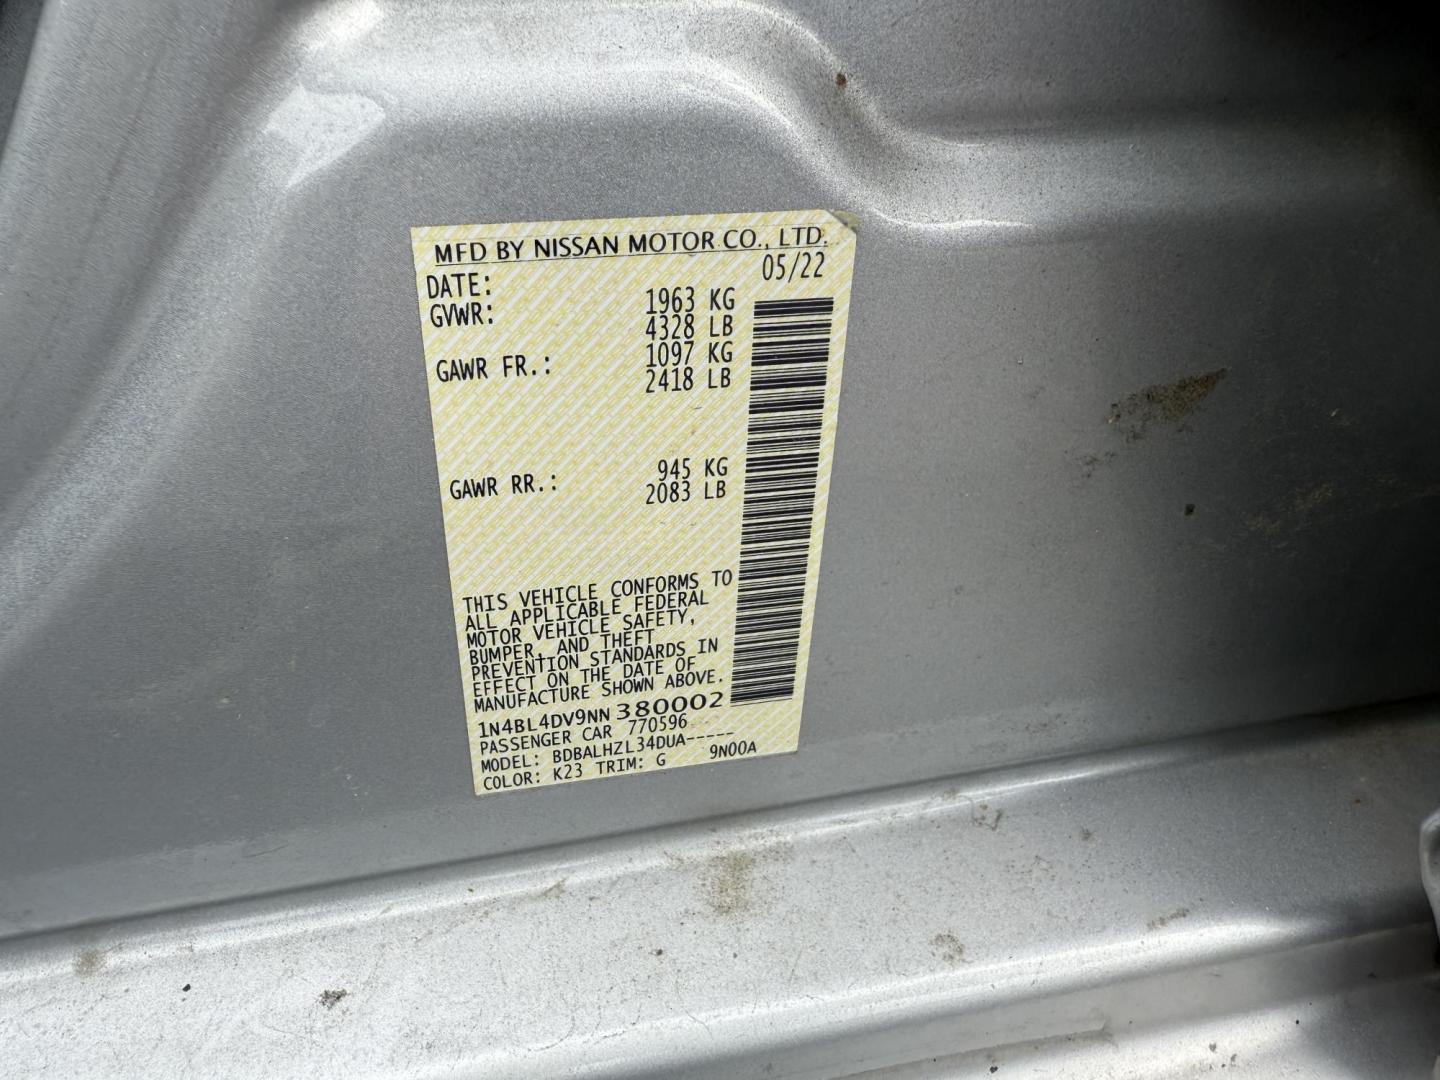 MFD BY NISSAN MOTOR CO., LTD.
DATE: 05/22
GVWR: 1963 KG
4328 LB
GAWR FR.: 1097 KG
2418 LB
GAWR RR.: 945 KG
2083 LB
THIS VEHICLE CONFORMS TO
ALL APPLICABLE FEDERAL
MOTOR VEHICLE SAFETY,
BUMPER, AND THEFT
PREVENTION STANDARDS IN
EFFECT ON THE DATE OF
MANUFACTURE SHOWN ABOVE.
1N4BL4DV9NN380002
PASSENGER CAR 770596
MODEL: BDBALHZL34DUA-----
COLOR: K23 TRIM: G 9N00A